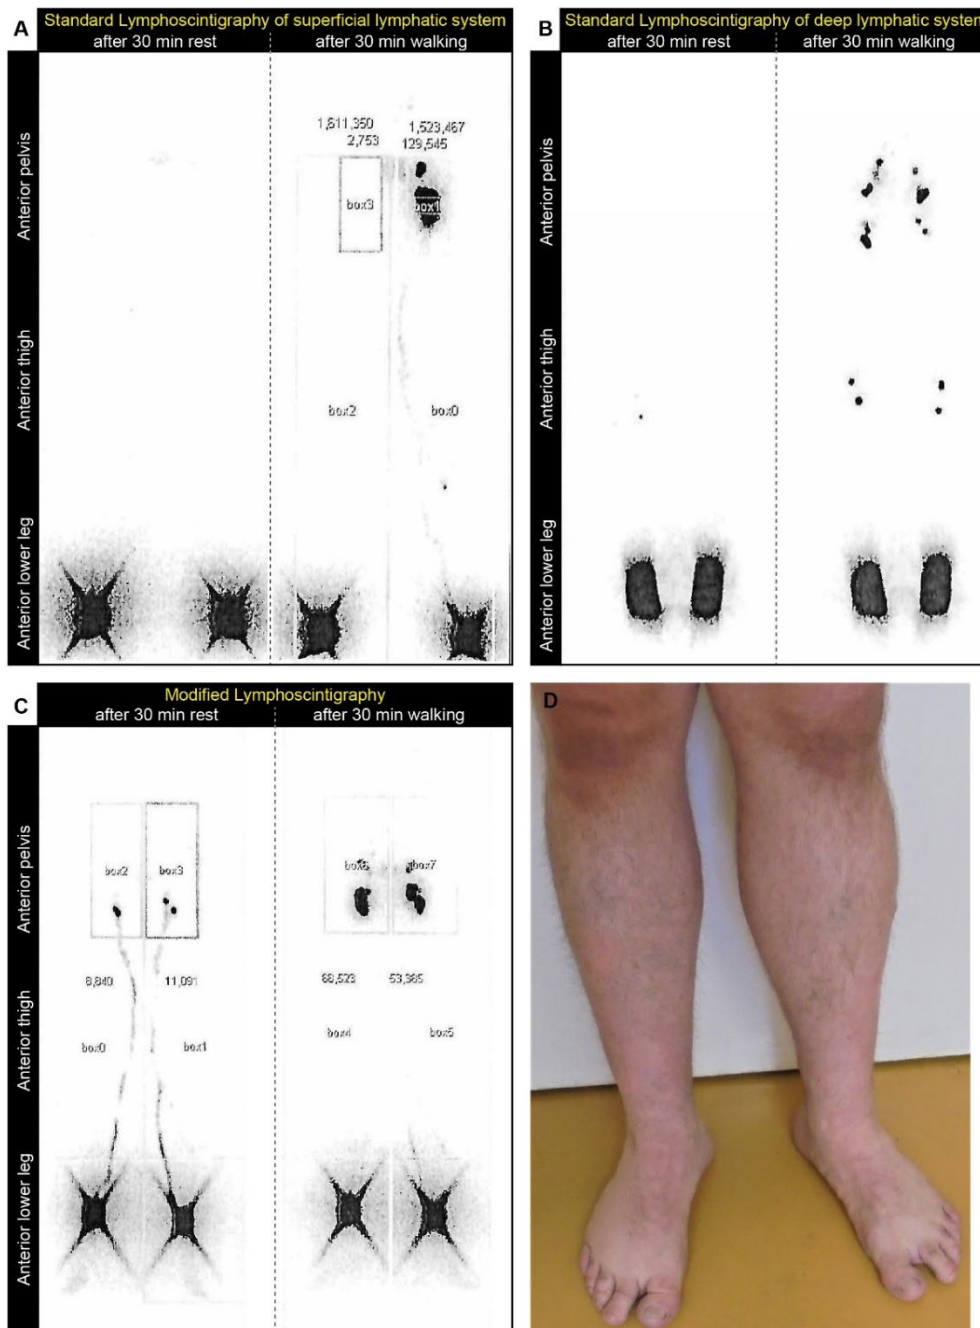 A
Standard Lymphoscintigraphy of superficial lymphatic system
after 30 min rest
after 30 min walking
Anterior pelvis
Anterior thigh
Anterior lower leg
1,611,350
1,523,467
2,753
129,545
box3
box1
box2
box0
B
Standard Lymphoscintigraphy of deep lymphatic system
after 30 min rest
after 30 min walking
Anterior pelvis
Anterior thigh
Anterior lower leg
C
Modified Lymphoscintigraphy
after 30 min rest
after 30 min walking
Anterior pelvis
Anterior thigh
Anterior lower leg
box2
box3
box6
box7
8,840
11,091
53,365
box0
box1
box4
box5
D